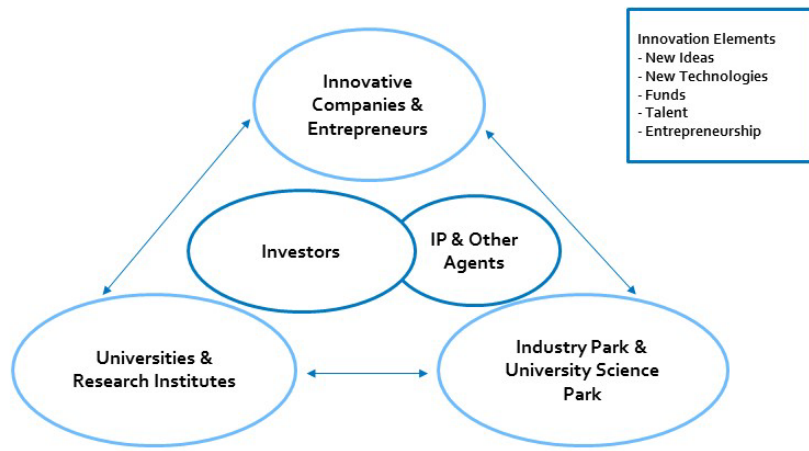 Innovation Elements
- New Ideas
- New Technologies
- Funds
- Talent
- Entrepreneurship
Innovative
Companies &
Entrepreneurs
Investors
IP & Other
Agents
Universities &
Research Institutes
Industry Park &
University Science
Park